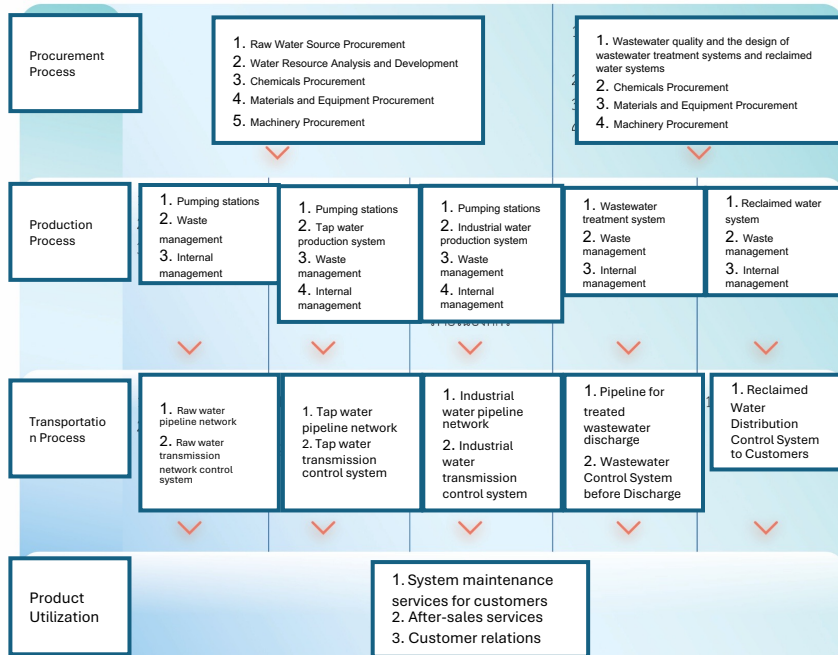 Procurement
Process
1. Raw Water Source Procurement
2. Water Resource Analysis and Development
3. Chemicals Procurement
4. Materials and Equipment Procurement
5. Machinery Procurement
1. Wastewater quality and the design of
wastewater treatment systems and reclaimed
water systems
2. Chemicals Procurement
3. Materials and Equipment Procurement
4. Machinery Procurement
Production
Process
1. Pumping stations
2. Waste
management
3. Internal
management
1. Pumping stations
2. Tap water
production system
3. Waste
management
4. Internal
management
1. Pumping stations
2. Industrial water
production system
3. Waste
management
4. Internal
management
1. Wastewater
treatment system
2. Waste
management
3. Internal
management
1. Reclaimed water
system
2. Waste
management
3. Internal
management
Transportatio
n Process
1. Raw water
pipeline network
2. Raw water
transmission
network control
system
1. Tap water
pipeline network
2. Tap water
transmission
control system
1. Industrial
water pipeline
network
2. Industrial
water
transmission
control system
1. Pipeline for
treated
wastewater
discharge
2. Wastewater
Control System
before Discharge
1. Reclaimed
Water
Distribution
Control System
to Customers
Product
Utilization
1. System maintenance
services for customers
2. After-sales services
3. Customer relations